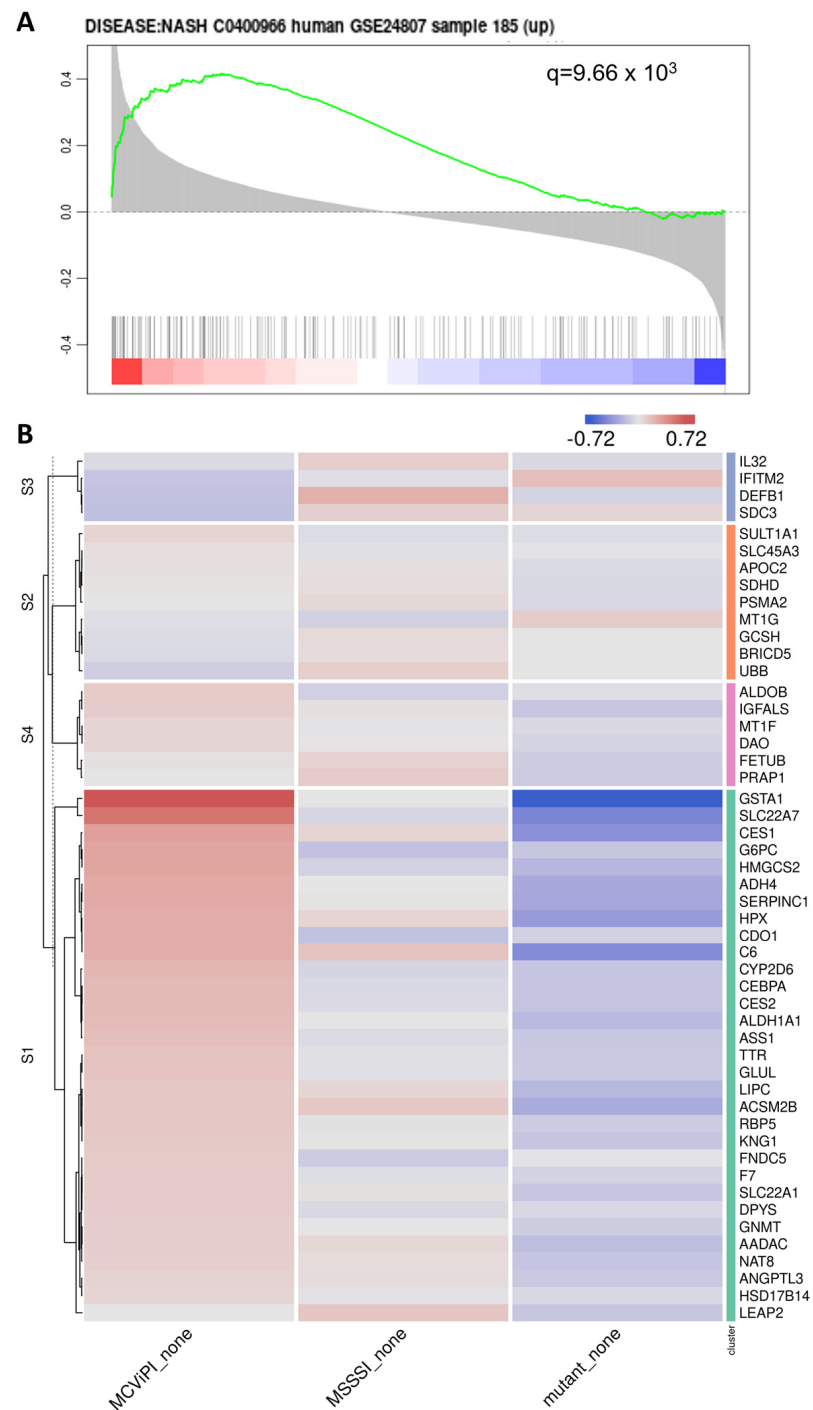 A
DISEASE:NASH C0400966 human GSE24807 sample 185 (up)
q=9.66 x 10³
0.4
0.2
0.0
-0.2
-0.4
B
-0.72 0.72
S3
IL32
IFITM2
DEFB1
SDC3
S2
SULT1A1
SLC45A3
APOC2
SDHD
PSMA2
MT1G
GCSH
BRICD5
UBB
S4
ALDOB
IGFALS
MT1F
DAO
FETUB
PRAP1
S1
GSTA1
SLC22A7
CES1
G6PC
HMGCS2
ADH4
SERPINC1
HPX
CDO1
C6
CYP2D6
CEBPA
CES2
ALDH1A1
ASS1
TTR
GLUL
LIPC
ACSM2B
RBP5
KNG1
FNDC5
F7
SLC22A1
DPYS
GNMT
AADAC
NAT8
ANGPTL3
HSD17B14
LEAP2
MCViPI_none
MSSSI_none
mutant_none
cluster